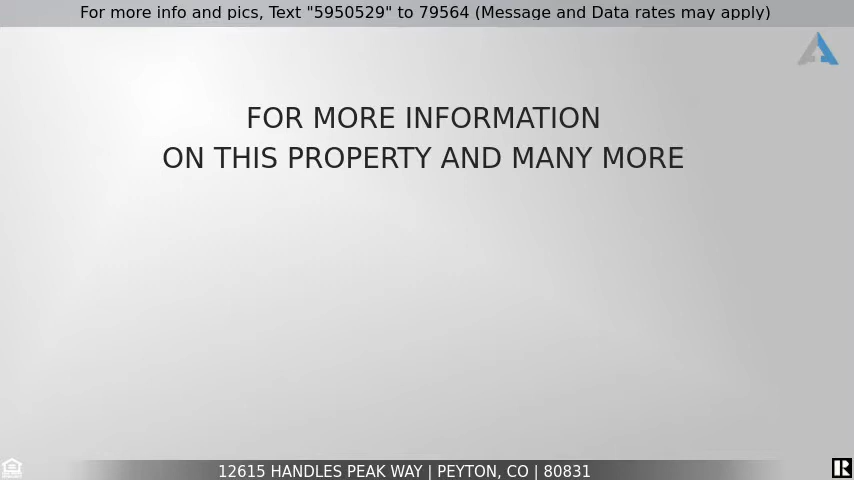 For more info and pics, Text "5950529" to 79564 (Message and Data rates may apply)
FOR MORE INFORMATION
ON THIS PROPERTY AND MANY MORE
12615 HANDLES PEAK WAY | PEYTON, CO | 80831